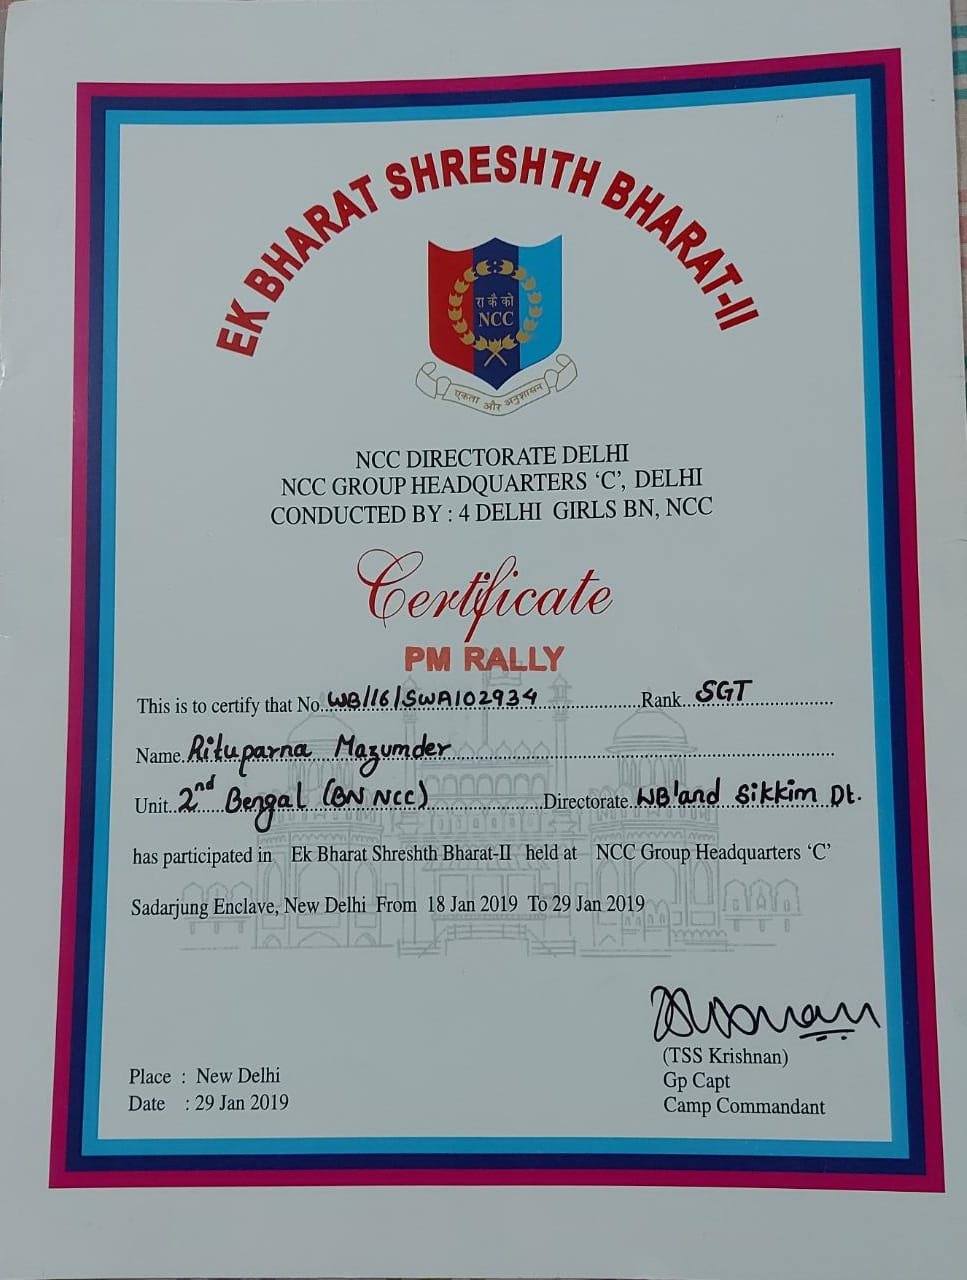 EK BHARAT SHRESHTH BHARAT-II
रा कै को
NCC
एकता और अनुशासन
NCC DIRECTORATE DELHI
NCC GROUP HEADQUARTERS ‘C’, DELHI
CONDUCTED BY : 4 DELHI GIRLS BN, NCC
Certificate
PM RALLY
This is to certify that No. WB/16/SWA102934 Rank SGT
Name Rituparna Mazumder
Unit 2nd Bengal (BN NCC) Directorate WB'and Sikkim Dt.
has participated in Ek Bharat Shreshth Bharat-II held at NCC Group Headquarters ‘C’
Sadarjung Enclave, New Delhi From 18 Jan 2019 To 29 Jan 2019
(TSS Krishnan)
Gp Capt
Camp Commandant
Place : New Delhi
Date : 29 Jan 2019